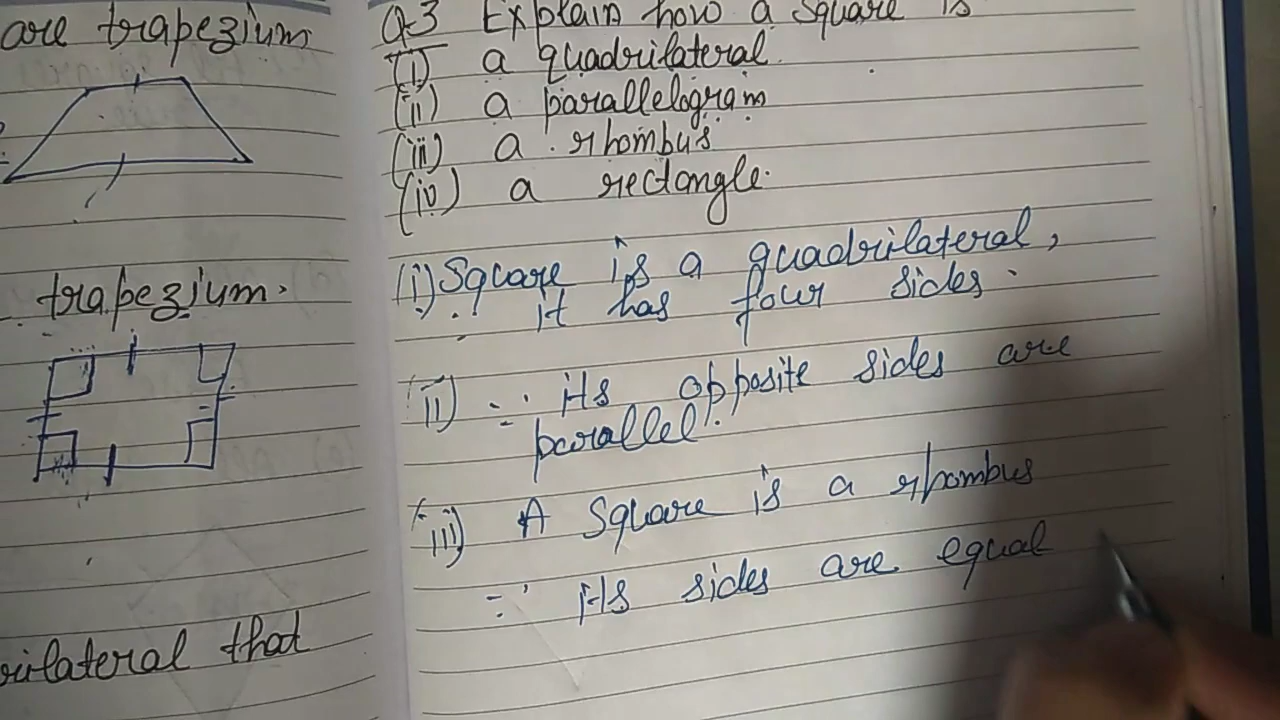 are trapezium
trapezium.
rilateral that
Q.3 Explain how a square is
(i) a quadrilateral.
(ii) a parallelogram
(iii) a rhombus
(iv) a rectangle.
(i) Square is a quadrilateral,
∵ it has four sides.
(ii) ∵ its opposite sides are
parallel.
(iii) A Square is a rhombus
∵ its sides are equal